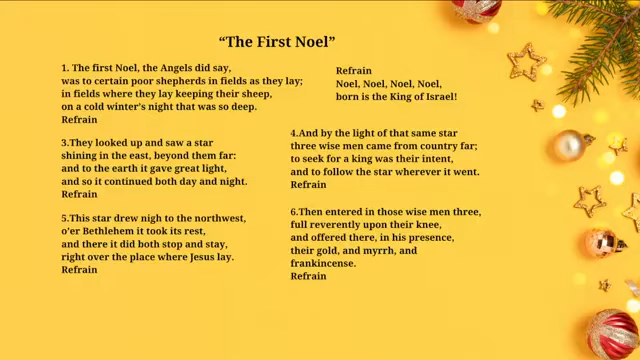 “The First Noel”
1. The first Noel, the Angels did say,
was to certain poor shepherds in fields as they lay;
in fields where they lay keeping their sheep,
on a cold winter's night that was so deep.
Refrain
Refrain
Noel, Noel, Noel, Noel,
born is the King of Israel!
3.They looked up and saw a star
shining in the east, beyond them far:
and to the earth it gave great light,
and so it continued both day and night.
Refrain
4.And by the light of that same star
three wise men came from country far;
to seek for a king was their intent,
and to follow the star wherever it went.
Refrain
5.This star drew nigh to the northwest,
o'er Bethlehem it took its rest,
and there it did both stop and stay,
right over the place where Jesus lay.
Refrain
6.Then entered in those wise men three,
full reverently upon their knee,
and offered there, in his presence,
their gold, and myrrh, and
frankincense.
Refrain